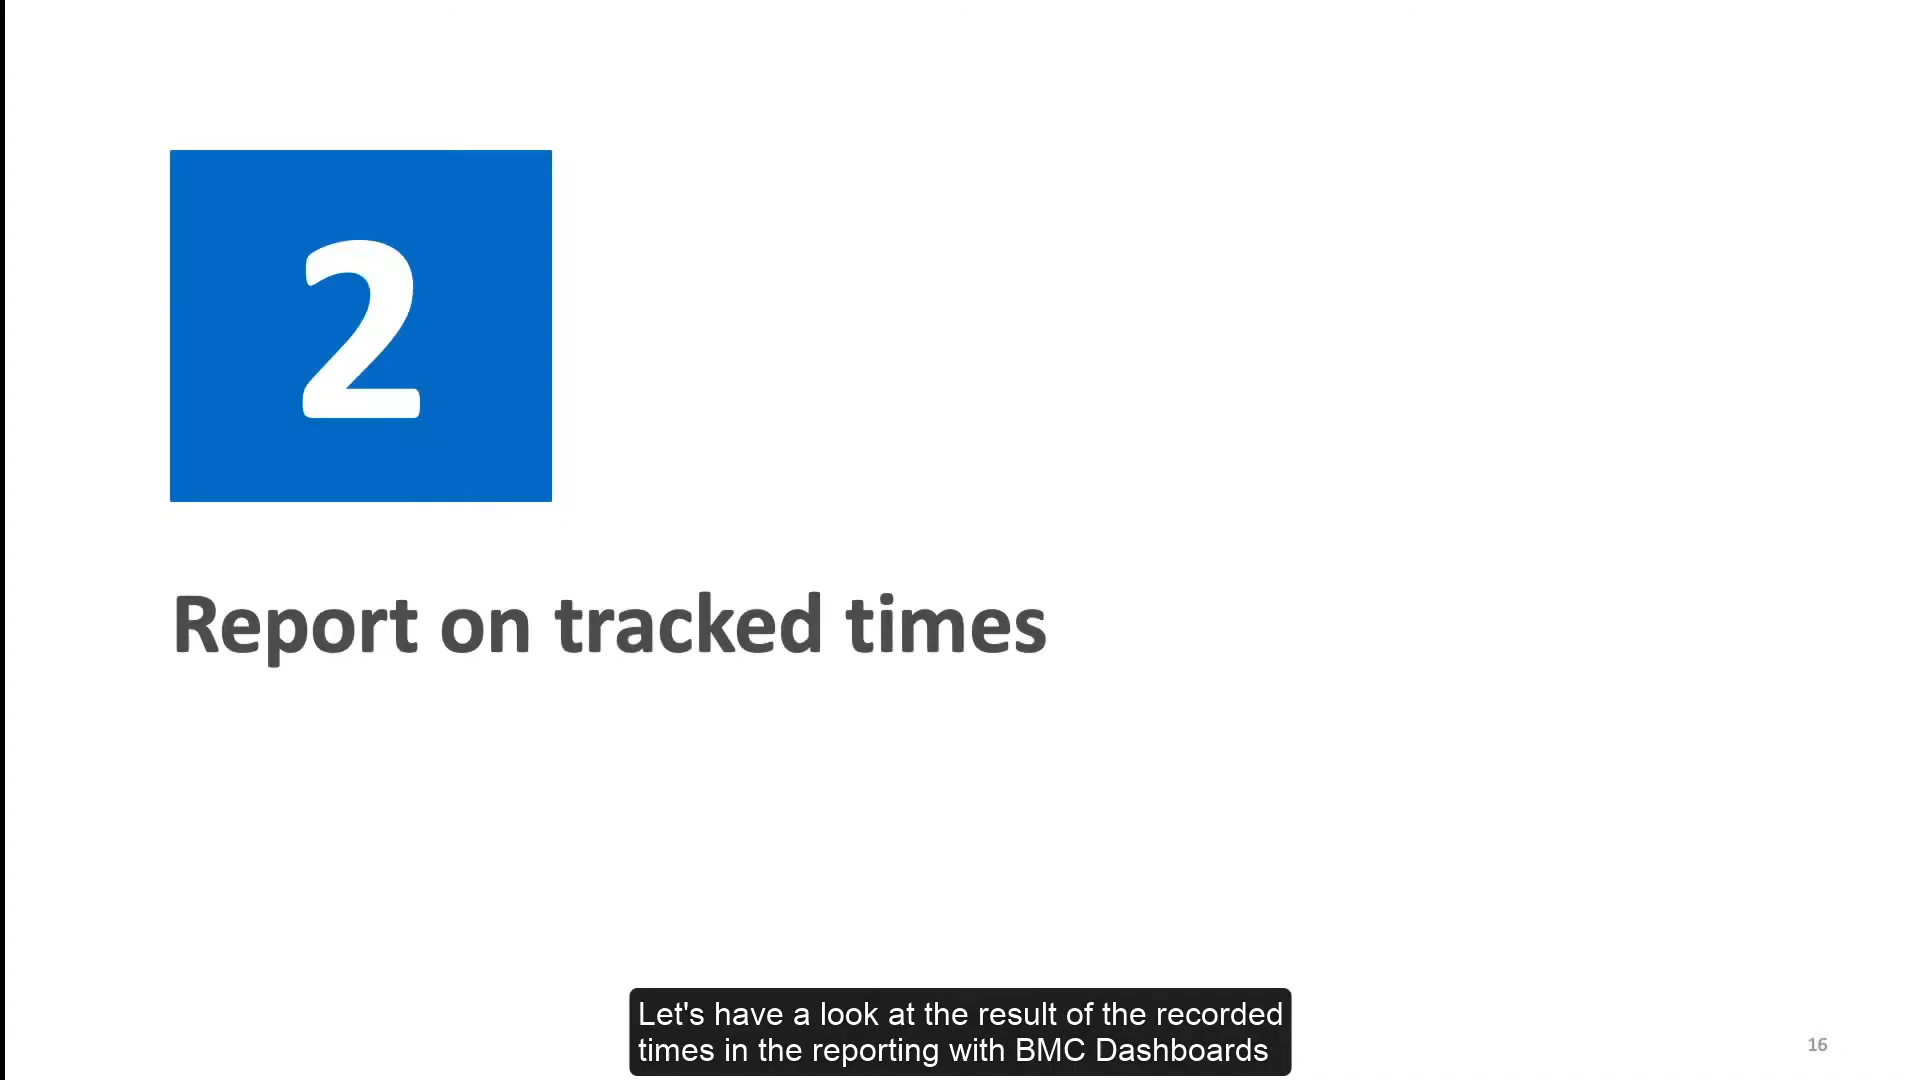 2
Report on tracked times
Let's have a look at the result of the recorded
times in the reporting with BMC Dashboards
16